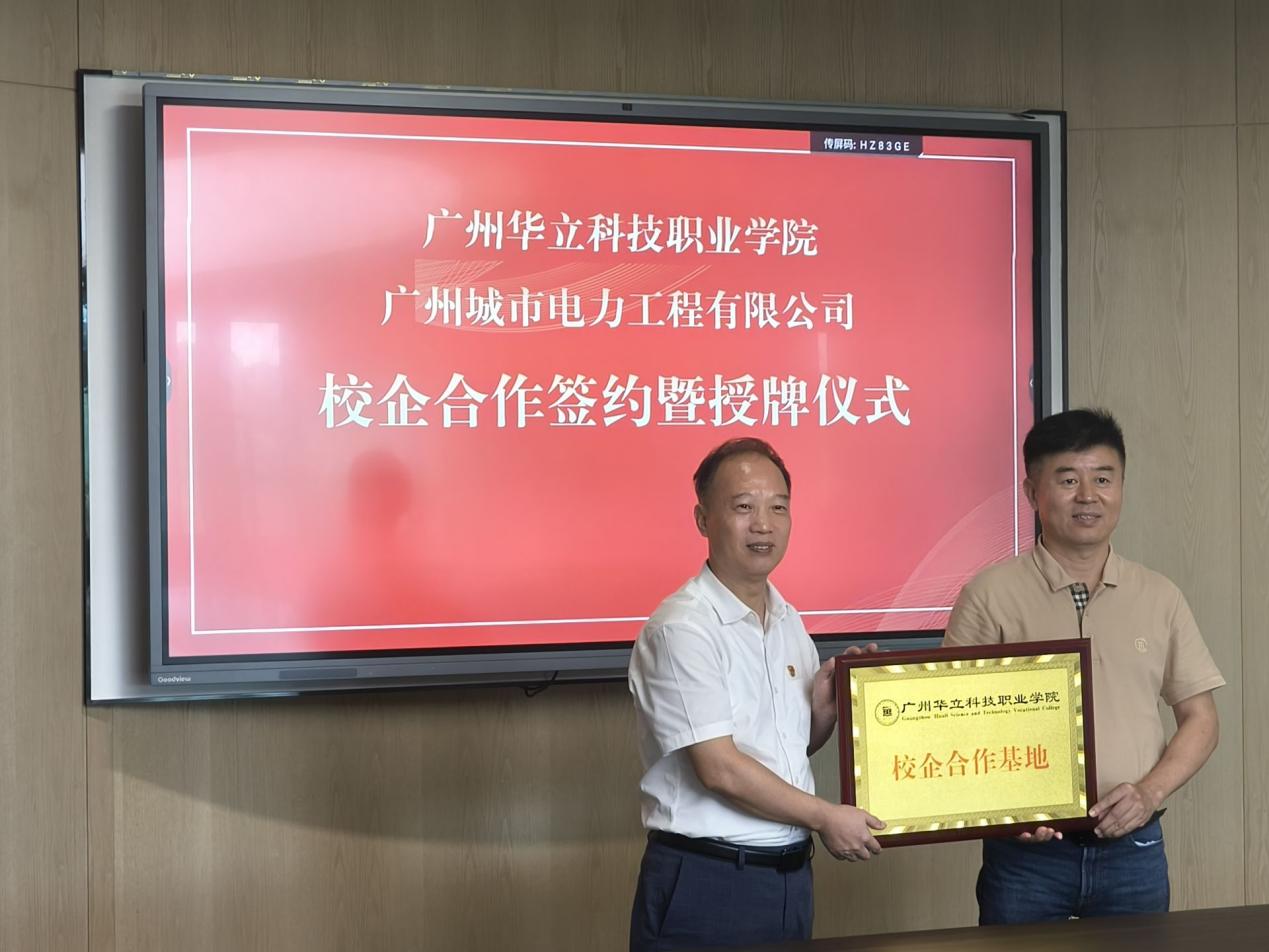 传屏码: HZ83GE
广州华立科技职业学院
广州城市电力工程有限公司
校企合作签约暨授牌仪式
Goodview
广州华立科技职业学院
Guangzhou Huali Science and Technology Vocational College
校企合作基地